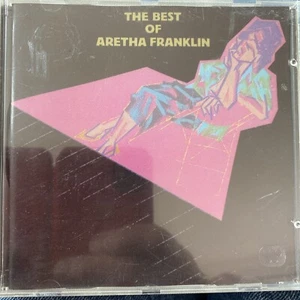 THE BEST
OF
ARETHA FRANKLIN